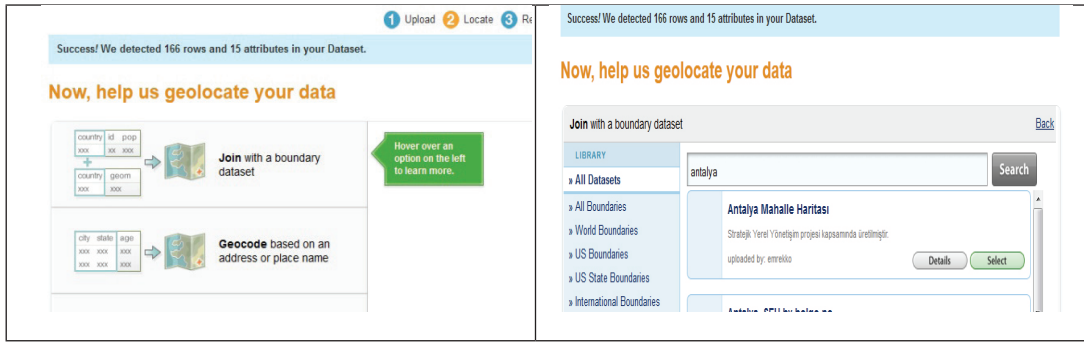 1 Upload 2 Locate 3 Re
Success! We detected 166 rows and 15 attributes in your Dataset.
Now, help us geolocate your data
country id pop
xxx xx xxx
+
country geom
xxx xxx
Join with a boundary
dataset
Hover over an
option on the left
to learn more.
city state age
xxx xxx xxx
xxx xxx xxx
Geocode based on an
address or place name
Success! We detected 166 rows and 15 attributes in your Dataset.
Now, help us geolocate your data
Join with a boundary dataset
Back
LIBRARY
» All Datasets
» All Boundaries
» World Boundaries
» US Boundaries
» US State Boundaries
» International Boundaries
antalya
Search
Antalya Mahalle Haritası
Stratejik Yerel Yönetişim projesi kapsamında üretilmiştir.
uploaded by: emrekko
Details
Select